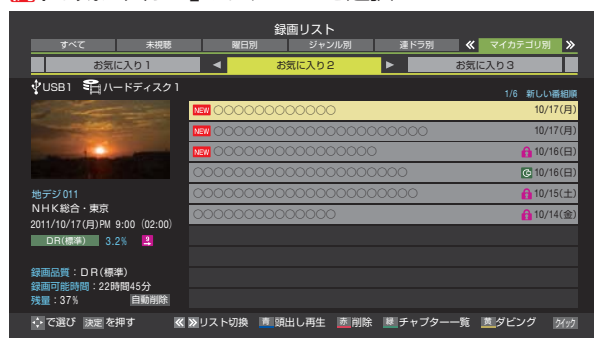 録画リスト
すべて 未視聴 曜日別 ジャンル別 連ドラ別 マイカテゴリ別
お気に入り1 ◀ お気に入り2 ▶ お気に入り3
USB1 ハードディスク1
1/6 新しい番組順
NEW ○○○○○○○○○○○○ 10/17(月)
NEW ○○○○○○○○○○○○○○○○○○○○○ 10/17(月)
NEW ○○○○○○○○○○○○○○○○ 10/16(日)
○○○○○○○○○○○○○○○○○○○○○ 10/16(日)
○○○○○○○○○○○○○○○○○○○○○○ 10/15(土)
○○○○○○○○○○○○○○ 10/14(金)
地デジ011
NHK総合・東京
2011/10/17(月)PM 9:00 (02:00)
DR(標準) 3.2% 9
録画品質:DR(標準)
録画可能時間:22時間45分
残量:37% 自動削除
で選び 決定 を押す リスト切換 青 頭出し再生 赤 削除 緑 チャプター一覧 黄 ダビング クイック